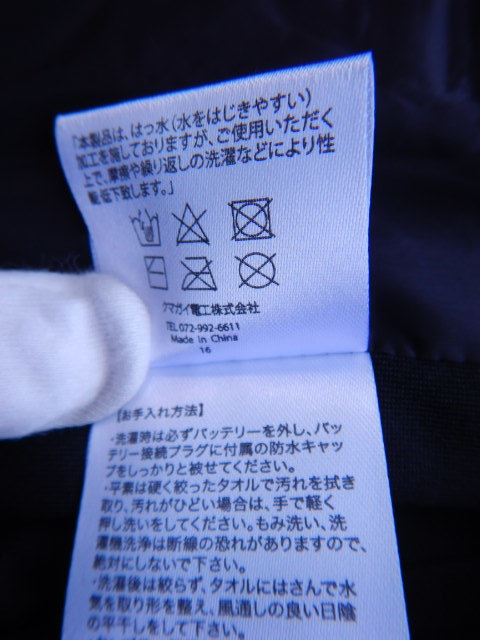 「本製品は、はっ水（水をはじきやすい）
加工を施しておりますが、ご使用いただく
上で、摩擦や繰り返しの洗濯などにより性
能低下致します。」
クマガイ電工株式会社
TEL 072-992-6611
Made in China
16
【お手入れ方法】
・洗濯時は必ずバッテリーを外し、バッ
テリー接続プラグに付属の防水キャッ
プをしっかりと被せてください。
・平素は硬く絞ったタオルで汚れを拭き
取り、汚れがひどい場合は、手で軽く
押し洗いをしてください。もみ洗い、洗
濯機洗浄は断線の恐れがありますので、
絶対にしないで下さい。
・洗濯後は絞らず、タオルにはさんで水
気を取り形を整え、風通しの良い日陰
の平干しをして下さい。